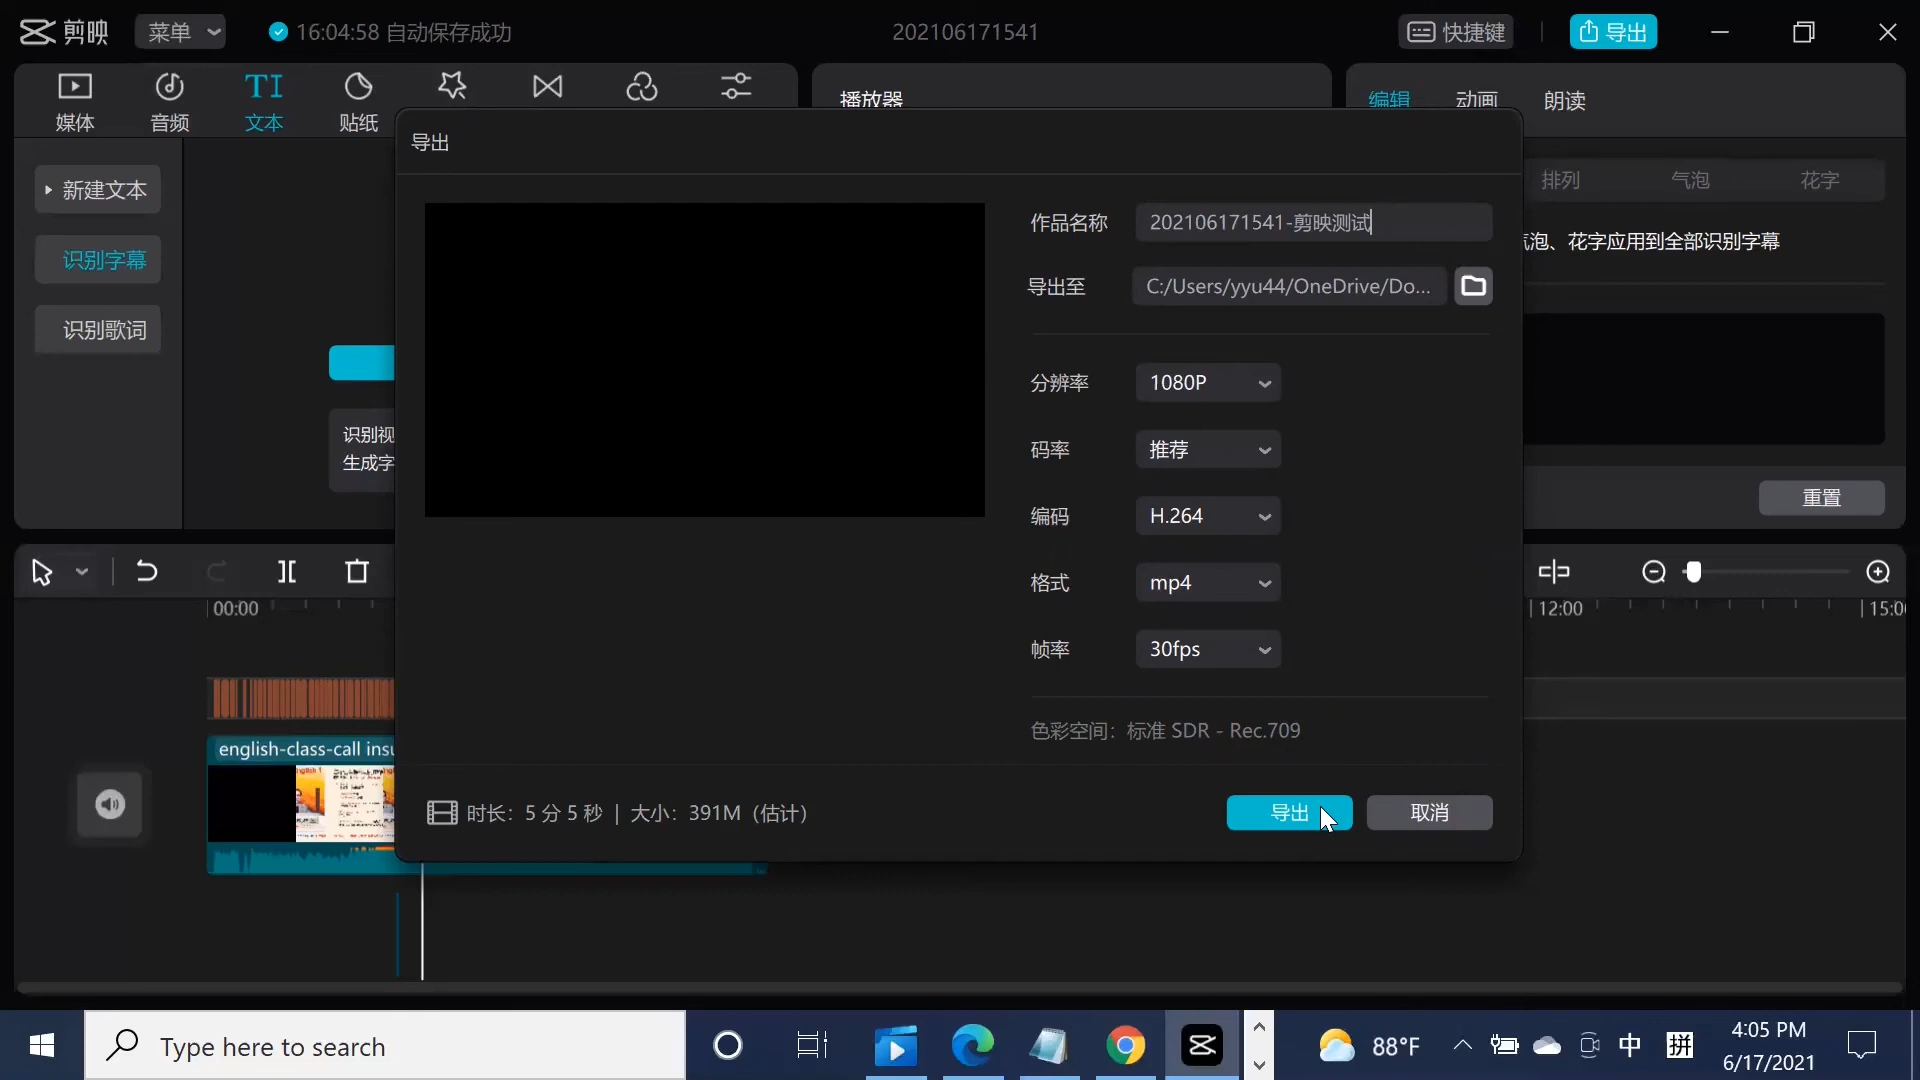 剪映
菜单
16:04:58 自动保存成功
202106171541
快捷键
导出
媒体
音频
文本
贴纸
播放器
编辑
动画
朗读
导出
新建文本
识别字幕
识别歌词
识别视
生成字
作品名称
202106171541-剪映测试
导出至
C:/Users/yyu44/OneDrive/Do...
分辨率
1080P
码率
推荐
编码
H.264
格式
mp4
帧率
30fps
色彩空间：标准 SDR - Rec.709
时长：5 分 5 秒 | 大小：391M（估计）
导出
取消
排列
气泡
花字
气泡、花字应用到全部识别字幕
重置
00:00
12:00
15:00
english-class-call insu
Type here to search
88°F
中
拼
4:05 PM
6/17/2021